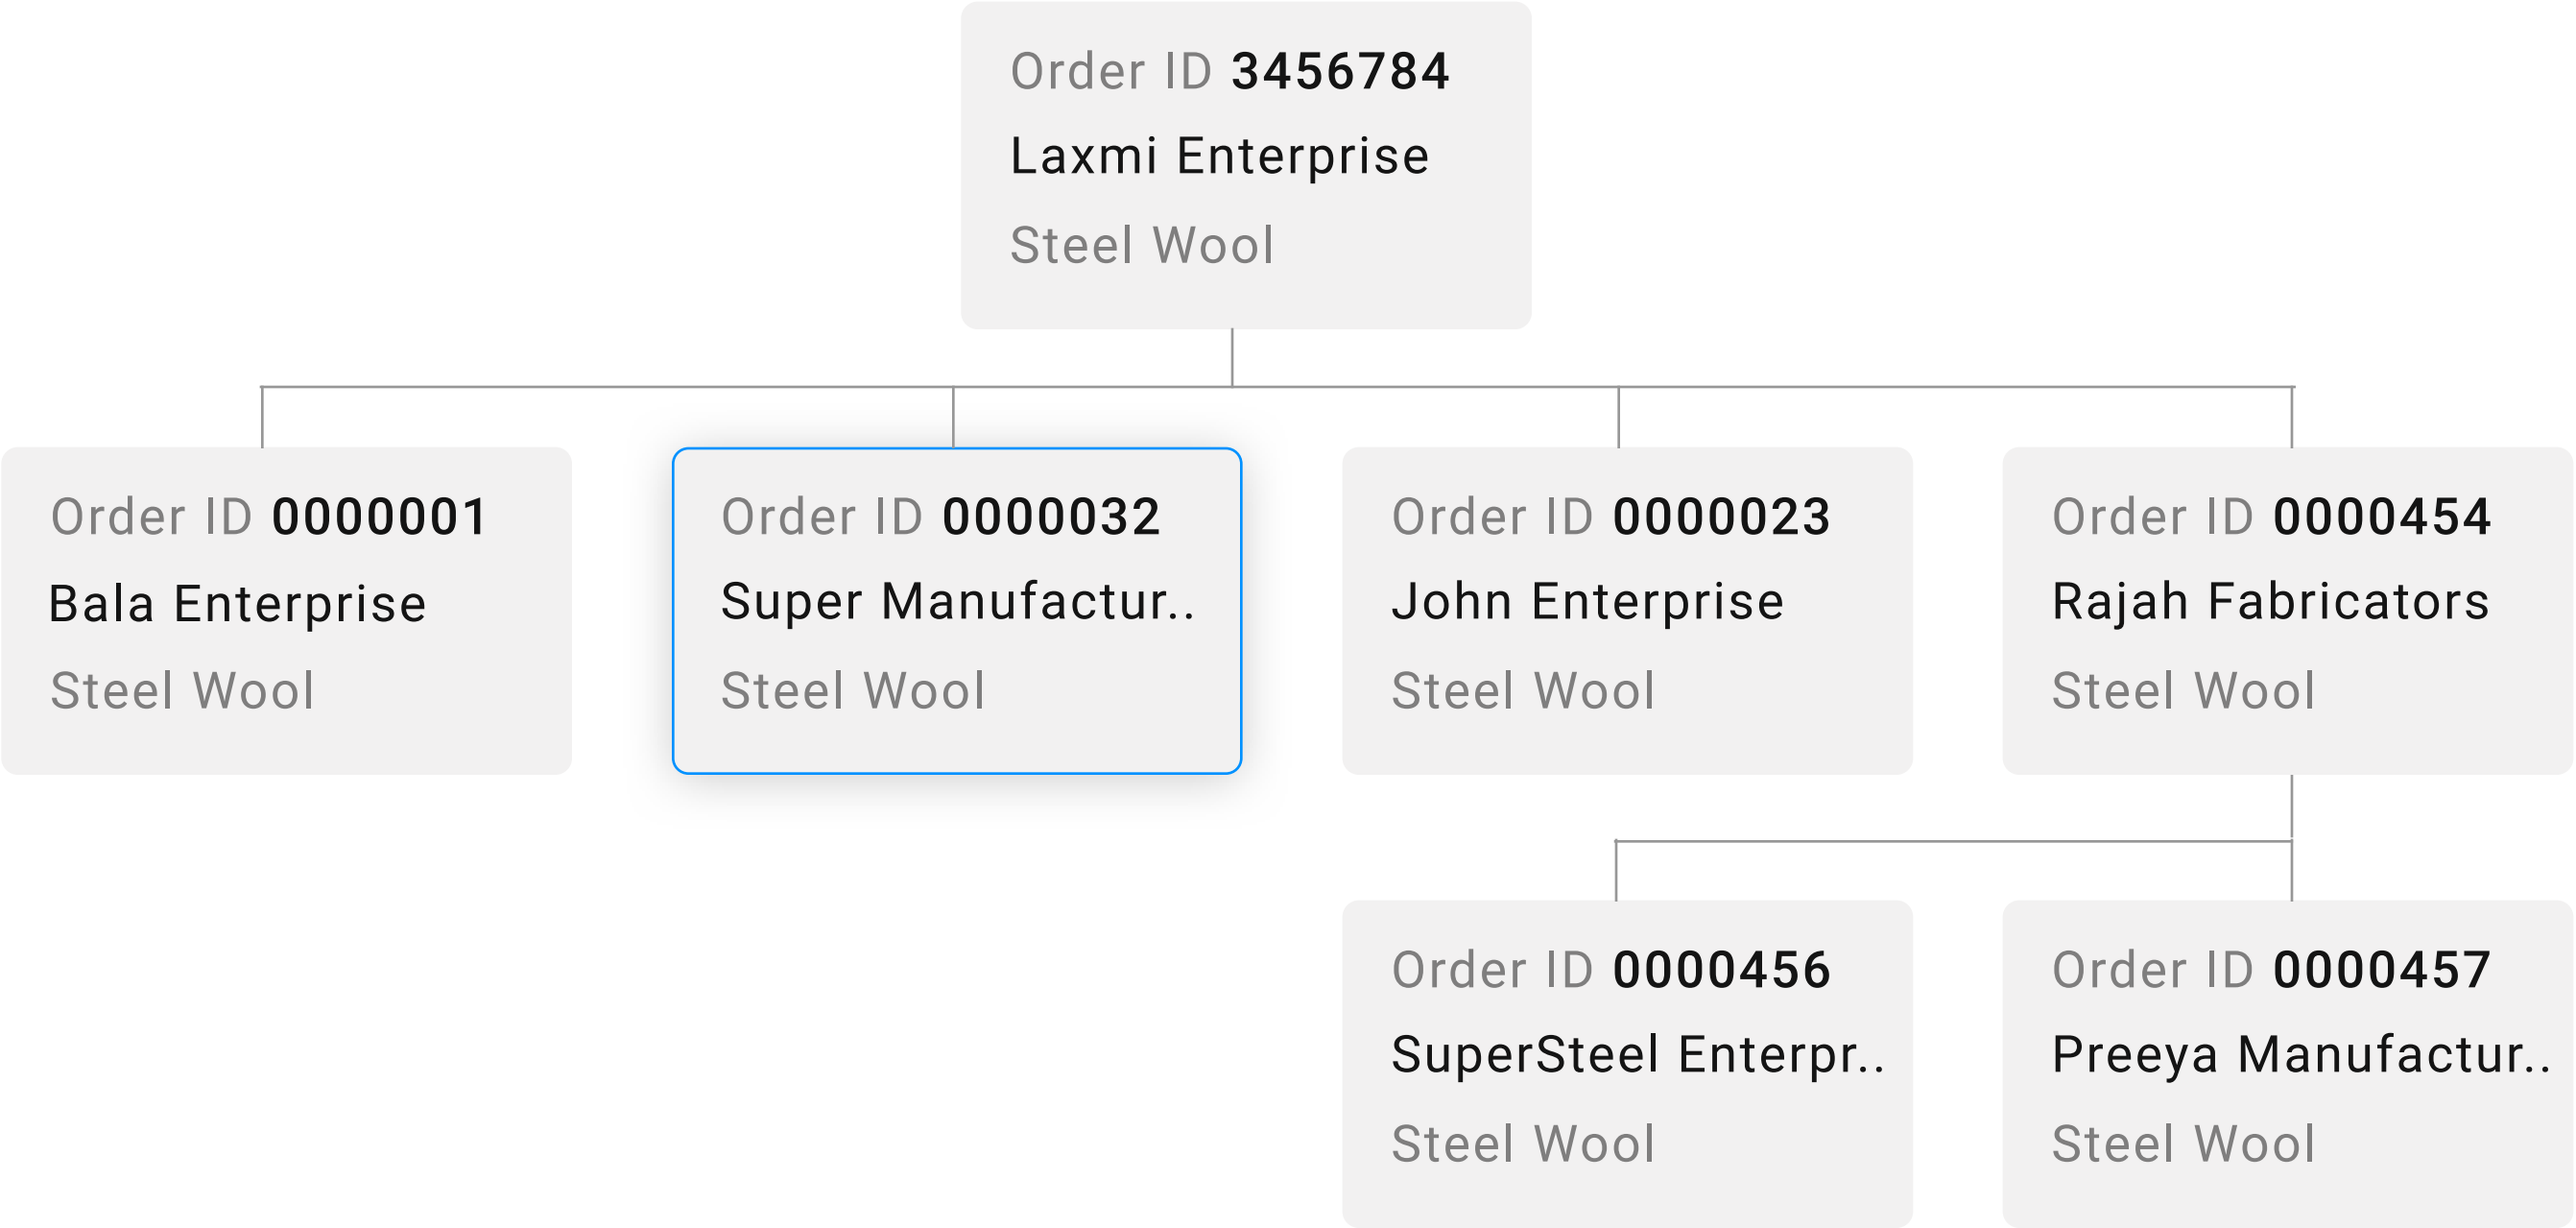 Order ID 3456784
Laxmi Enterprise
Steel Wool
Order ID 0000001
Bala Enterprise
Steel Wool
Order ID 0000032
Super Manufactur..
Steel Wool
Order ID 0000023
John Enterprise
Steel Wool
Order ID 0000454
Rajah Fabricators
Steel Wool
Order ID 0000456
SuperSteel Enterpr..
Steel Wool
Order ID 0000457
Preeya Manufactur..
Steel Wool